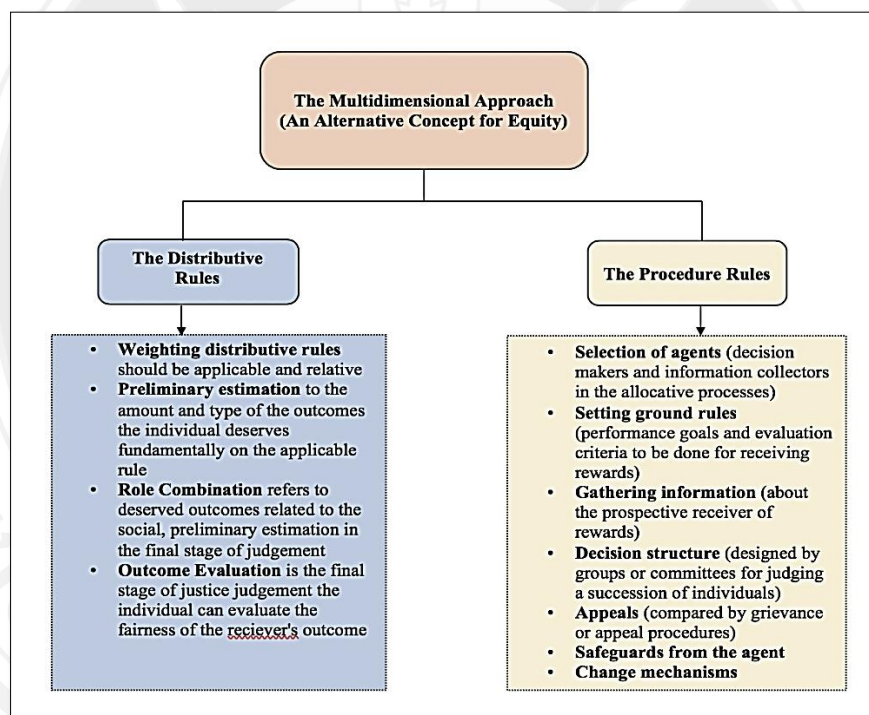 The Multidimensional Approach
(An Alternative Concept for Equity)
The Distributive
Rules
• Weighting distributive rules
should be applicable and relative
• Preliminary estimation to the
amount and type of the outcomes
the individual deserves
fundamentally on the applicable
rule
• Role Combination refers to
deserved outcomes related to the
social, preliminary estimation in
the final stage of judgement
• Outcome Evaluation is the final
stage of justice judgement the
individual can evaluate the
fairness of the reciever's outcome
The Procedure Rules
• Selection of agents (decision
makers and information collectors
in the allocative processes)
• Setting ground rules
(performance goals and evaluation
criteria to be done for receiving
rewards)
• Gathering information (about
the prospective receiver of
rewards)
• Decision structure (designed by
groups or committees for judging
a succession of individuals)
• Appeals (compared by grievance
or appeal procedures)
• Safeguards from the agent
• Change mechanisms